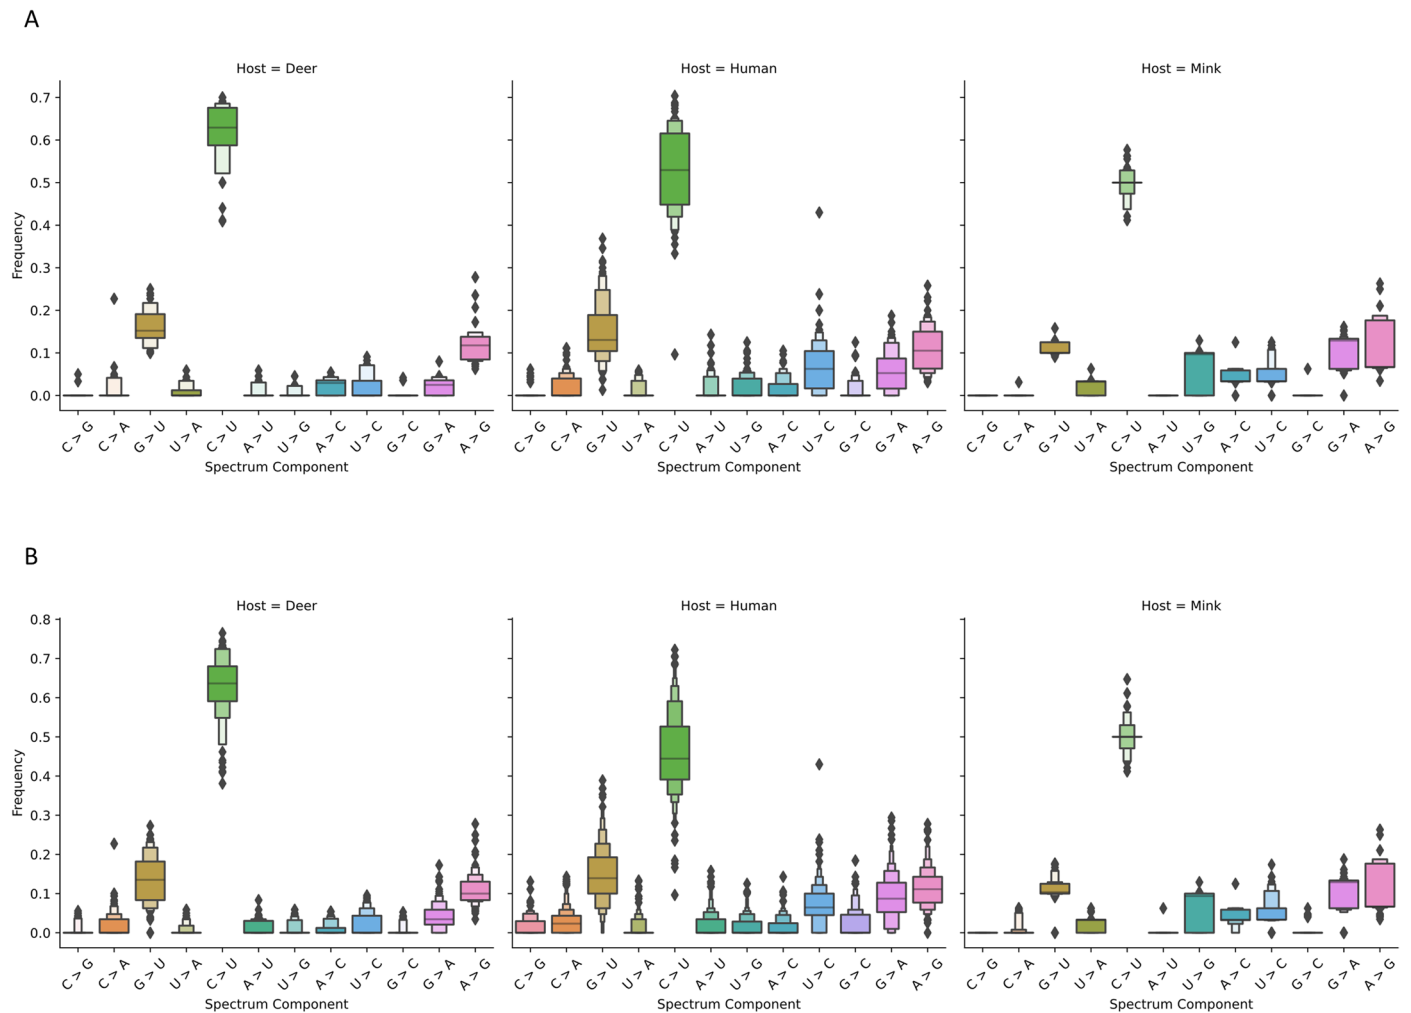 A
Host = Deer
Host = Human
Host = Mink
0.7
0.6
0.5
0.4
0.3
0.2
0.1
0.0
Frequency
C > G
C > A
G > U
U > A
C > U
A > U
U > G
A > C
U > C
G > C
G > A
A > G
C > G
C > A
G > U
U > A
C > U
A > U
U > G
A > C
U > C
G > C
G > A
A > G
C > G
C > A
G > U
U > A
C > U
A > U
U > G
A > C
U > C
G > C
G > A
A > G
Spectrum Component
Spectrum Component
Spectrum Component
B
Host = Deer
Host = Human
Host = Mink
0.8
0.7
0.6
0.5
0.4
0.3
0.2
0.1
0.0
Frequency
C > G
C > A
G > U
U > A
C > U
A > U
U > G
A > C
U > C
G > C
G > A
A > G
C > G
C > A
G > U
U > A
C > U
A > U
U > G
A > C
U > C
G > C
G > A
A > G
C > G
C > A
G > U
U > A
C > U
A > U
U > G
A > C
U > C
G > C
G > A
A > G
Spectrum Component
Spectrum Component
Spectrum Component